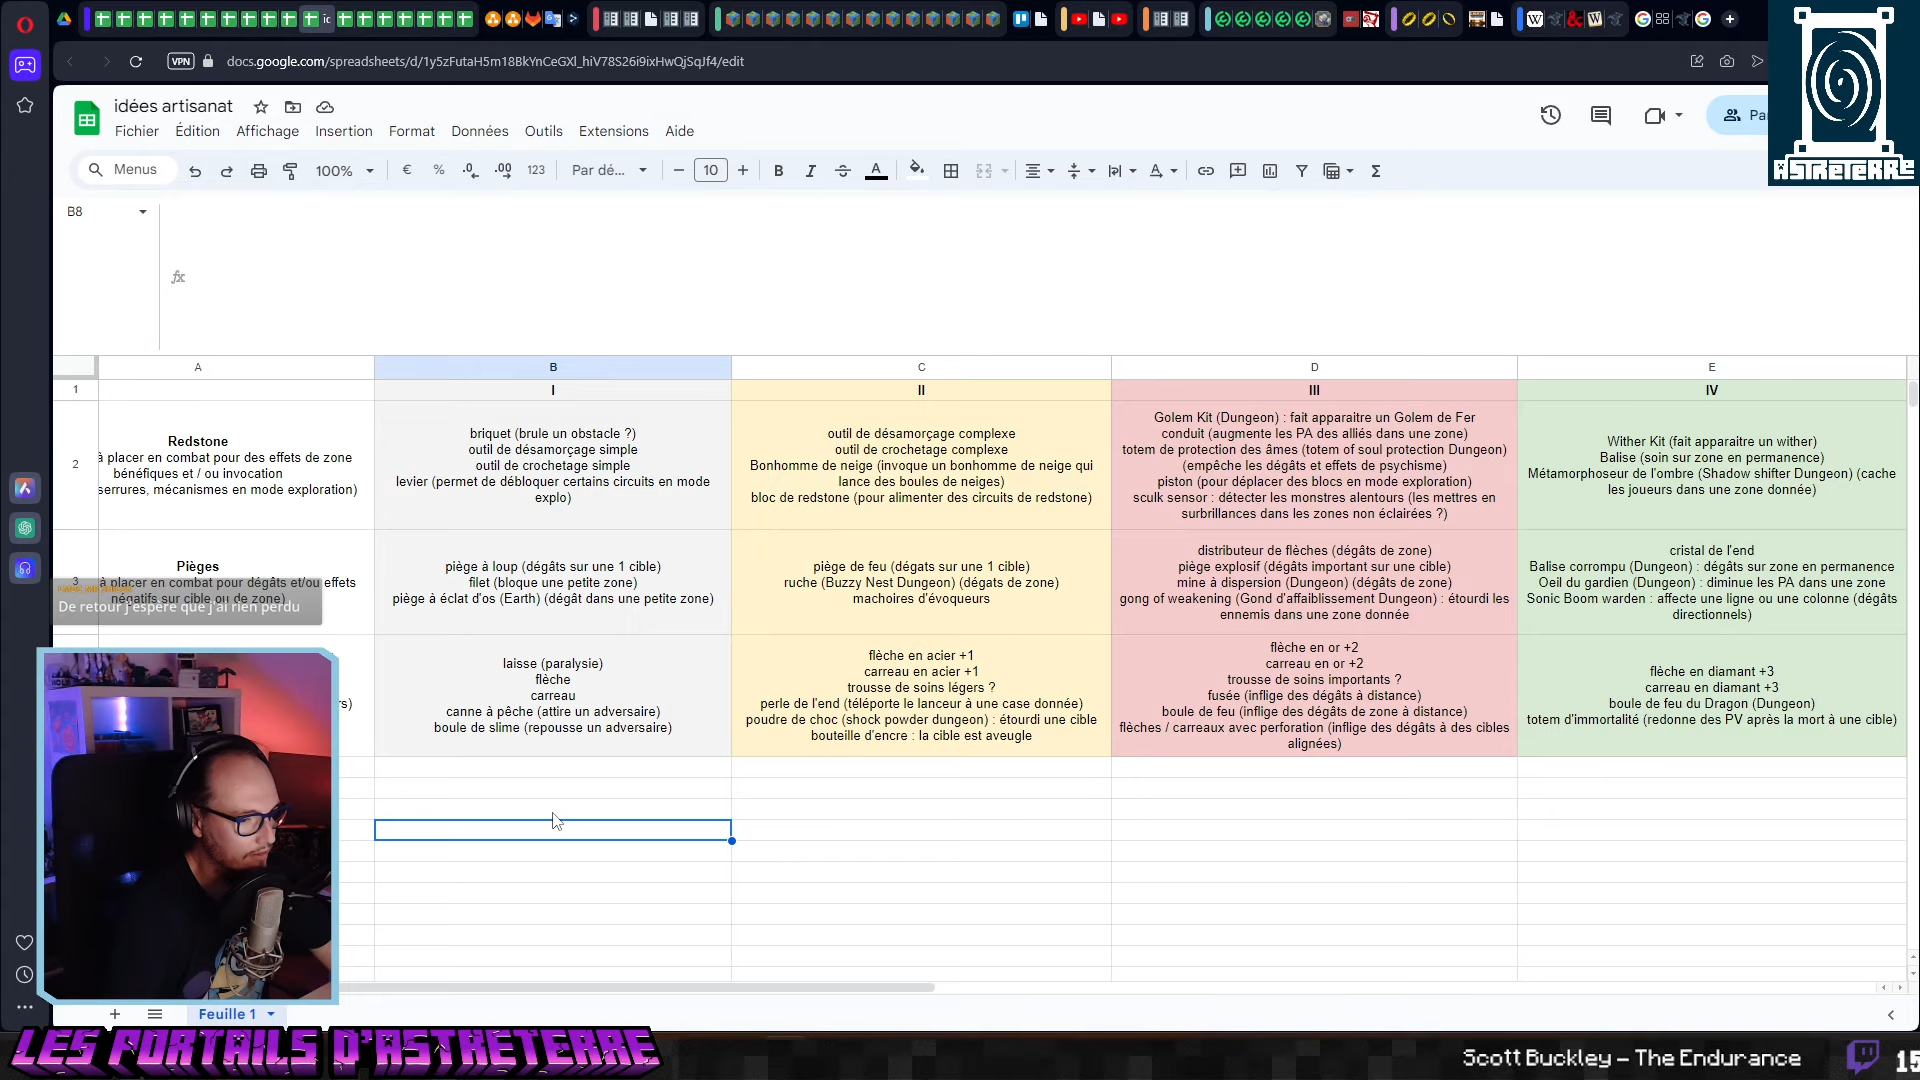 ic
VPN
docs.google.com/spreadsheets/d/1y5zFutaH5m18BkYnCeGXl_hiV78S26i9ixHwQjSqJf4/edit
idées artisanat
Fichier Édition Affichage Insertion Format Données Outils Extensions Aide
Pa
Menus 100% € % .0 .00 123 Par dé... 10 B I A
ASTRETERRE
B8
fx
A B C D E
1 I II III IV
2
Redstone
à placer en combat pour des effets de zone
bénéfiques et / ou invocation
serrures, mécanismes en mode exploration)
briquet (brule un obstacle ?)
outil de désamorçage simple
outil de crochetage simple
levier (permet de débloquer certains circuits en mode
explo)
outil de désamorçage complexe
outil de crochetage complexe
Bonhomme de neige (invoque un bonhomme de neige qui
lance des boules de neiges)
bloc de redstone (pour alimenter des circuits de redstone)
Golem Kit (Dungeon) : fait apparaitre un Golem de Fer
conduit (augmente les PA des alliés dans une zone)
totem de protection des âmes (totem of soul protection Dungeon)
(empêche les dégâts et effets de psychisme)
piston (pour déplacer des blocs en mode exploration)
sculk sensor : détecter les monstres alentours (les mettres en
surbrillances dans les zones non éclairées ?)
Wither Kit (fait apparaitre un wither)
Balise (soin sur zone en permanence)
Métamorphoseur de l'ombre (Shadow shifter Dungeon) (cache
les joueurs dans une zone donnée)
3
Pièges
à placer en combat pour dégâts et/ou effets
négatifs sur cible ou de zone)
piège à loup (dégâts sur une 1 cible)
filet (bloque une petite zone)
piège à éclat d'os (Earth) (dégât dans une petite zone)
piège de feu (dégats sur une 1 cible)
ruche (Buzzy Nest Dungeon) (dégats de zone)
machoires d'évoqueurs
distributeur de flèches (dégâts de zone)
piège explosif (dégâts important sur une cible)
mine à dispersion (Dungeon) (dégâts de zone)
gong of weakening (Gond d'affaiblissement Dungeon) : étourdi les
ennemis dans une zone donnée
cristal de l'end
Balise corrompu (Dungeon) : dégâts sur zone en permanence
Oeil du gardien (Dungeon) : diminue les PA dans une zone
Sonic Boom warden : affecte une ligne ou une colonne (dégâts
directionnels)
De retour j espère que j'ai rien perdu
rs)
laisse (paralysie)
flèche
carreau
canne à pêche (attire un adversaire)
boule de slime (repousse un adversaire)
flèche en acier +1
carreau en acier +1
trousse de soins légers ?
perle de l'end (téléporte le lanceur à une case donnée)
poudre de choc (shock powder dungeon) : étourdi une cible
bouteille d'encre : la cible est aveugle
flèche en or +2
carreau en or +2
trousse de soins importants ?
fusée (inflige des dégâts à distance)
boule de feu (inflige des dégâts de zone à distance)
flèches / carreaux avec perforation (inflige des dégâts à des cibles
alignées)
flèche en diamant +3
carreau en diamant +3
boule de feu du Dragon (Dungeon)
totem d'immortalité (redonne des PV après la mort à une cible)
Feuille 1
LES PORTAILS D'ASTRETERRE
Scott Buckley – The Endurance
15